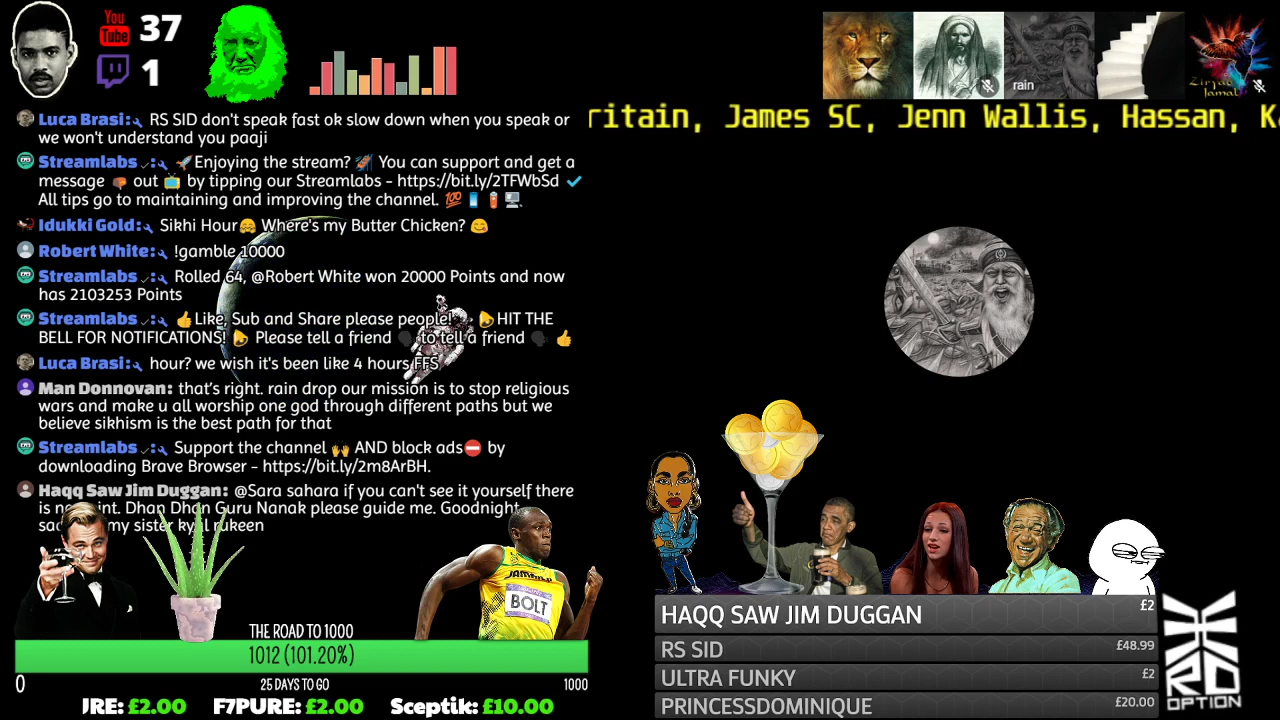 You
Tube 37
1
rain
Ziryab
Jamal
ritain, James SC, Jenn Wallis, Hassan, K
Luca Brasi: RS SID don't speak fast ok slow down when you speak or
we won't understand you paaji
Streamlabs : 🚀Enjoying the stream? You can support and get a
message out 📺 by tipping our Streamlabs - https://bit.ly/2TFWbSd ✔
All tips go to maintaining and improving the channel. 💯
Idukki Gold: Sikhi Hour🤗 Where's my Butter Chicken? 😊
Robert White: !gamble 10000
Streamlabs : Rolled 64, @Robert White won 20000 Points and now
has 2103253 Points
Streamlabs : 👍Like, Sub and Share please people! HIT THE
BELL FOR NOTIFICATIONS! Please tell a friend 🗣 to tell a friend 🗣 👍
Luca Brasi: hour? we wish it's been like 4 hours FFS
Man Donnovan: that's right. rain drop our mission is to stop religious
wars and make u all worship one god through different paths but we
believe sikhism is the best path for that
Streamlabs : Support the channel 🙌 AND block ads⛔ by
downloading Brave Browser - https://bit.ly/2m8ArBH.
Haqq Saw Jim Duggan: @Sara sahara if you can't see it yourself there
is no point. Dhan Dhan Guru Nanak please guide me. Goodnight
my sister rukeen
JAMAICA
BOLT
THE ROAD TO 1000
1012 (101.20%)
0 25 DAYS TO GO 1000
JRE: £2.00 F7PURE: £2.00 Sceptik: £10.00
HAQQ SAW JIM DUGGAN £2
RS SID £48.99
ULTRA FUNKY £2
PRINCESSDOMINIQUE £20.00
OPTION